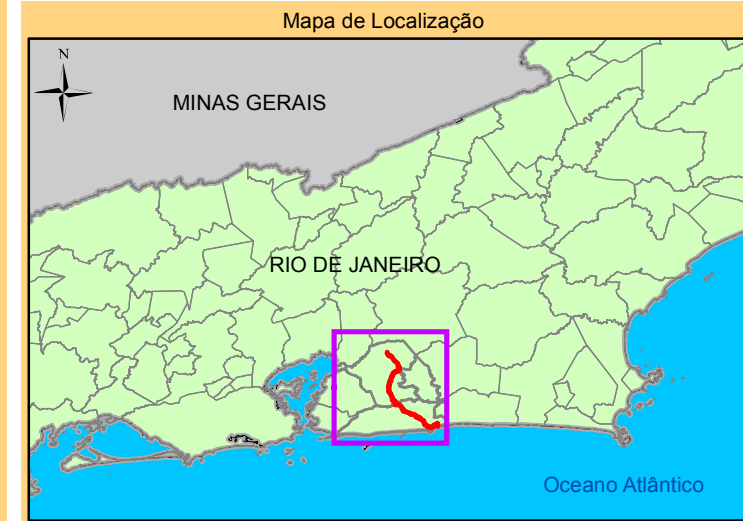 Mapa de Localização
N
MINAS GERAIS
RIO DE JANEIRO
Oceano Atlântico